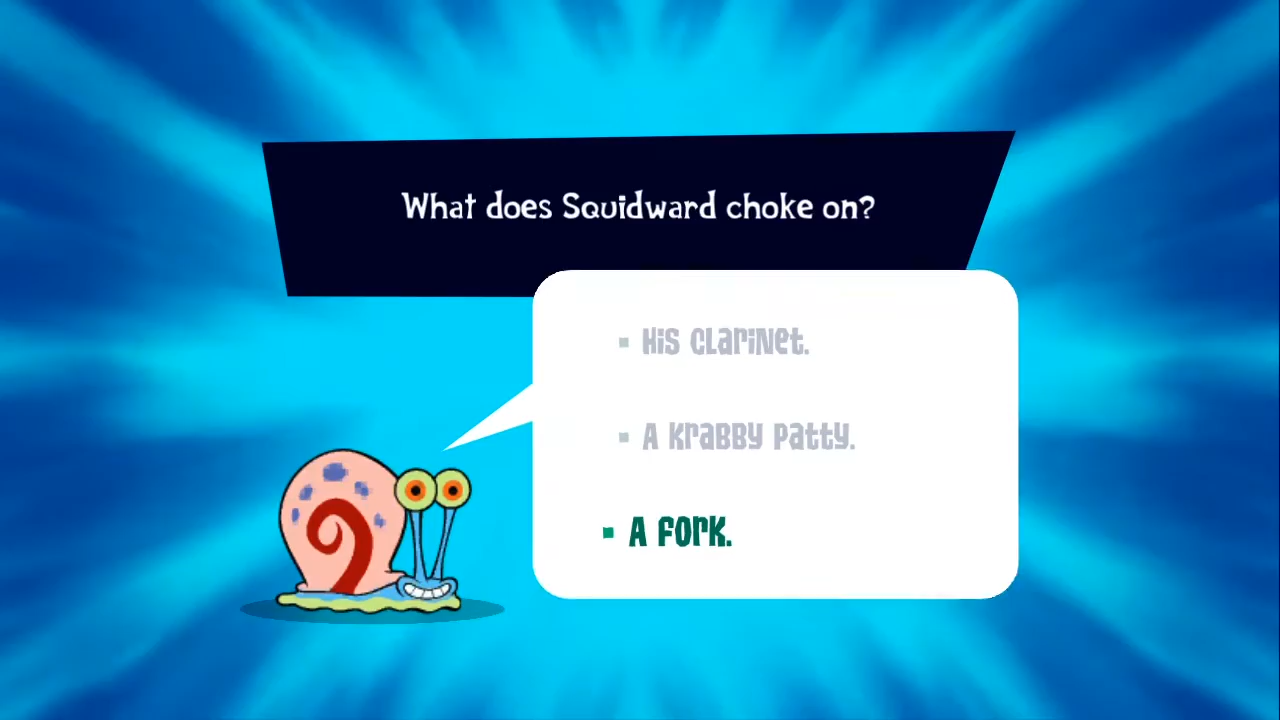 What does Squidward choke on?
His clarinet.
A Krabby Patty.
A fork.